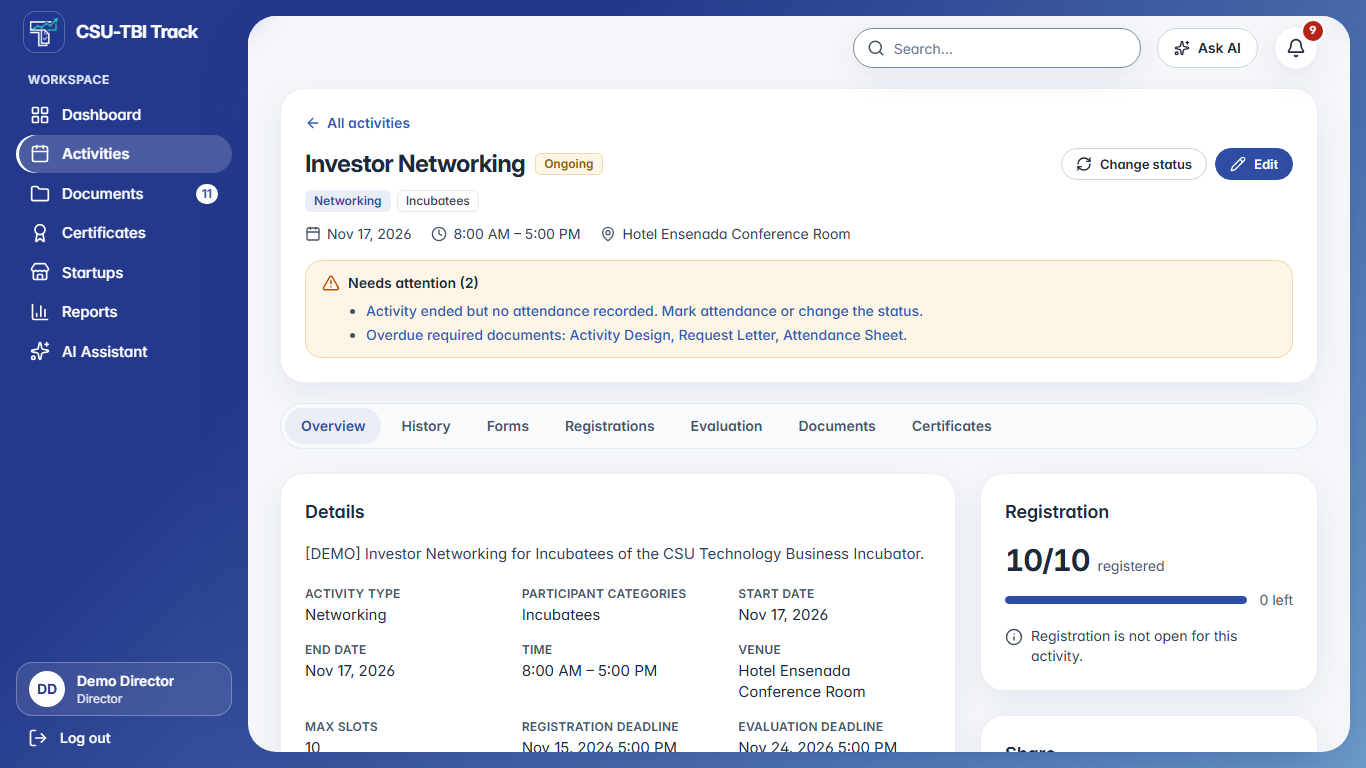 CSU-TBI Track
WORKSPACE
Dashboard
Activities
Documents 11
Certificates
Startups
Reports
AI Assistant
DD
Demo Director
Director
Log out
Search...
Ask AI
9
All activities
Investor Networking Ongoing
Change status
Edit
Networking Incubatees
Nov 17, 2026 8:00 AM – 5:00 PM Hotel Ensenada Conference Room
Needs attention (2)
• Activity ended but no attendance recorded. Mark attendance or change the status.
• Overdue required documents: Activity Design, Request Letter, Attendance Sheet.
Overview History Forms Registrations Evaluation Documents Certificates
Details
[DEMO] Investor Networking for Incubatees of the CSU Technology Business Incubator.
ACTIVITY TYPE PARTICIPANT CATEGORIES START DATE
Networking Incubatees Nov 17, 2026
END DATE TIME VENUE
Nov 17, 2026 8:00 AM – 5:00 PM Hotel Ensenada
Conference Room
MAX SLOTS REGISTRATION DEADLINE EVALUATION DEADLINE
10 Nov 15, 2026 5:00 PM Nov 24, 2026 5:00 PM
Registration
10/10 registered
0 left
Registration is not open for this
activity.
Share